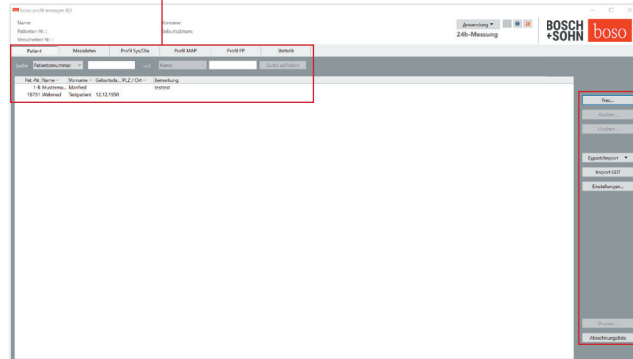 boso profil-manager XD
Name:
Vorname:
Patienten-Nr.:
Geburtsdatum:
Versicherten-Nr.:
Anwendung
24h-Messung
BOSCH
+SOHN
boso
Patient
Messdaten
Profil Sys/Dia
Profil MAP
Profil PP
Statistik
Suche
Patientennummer
und
Name
Suche aufheben
Pat.-Nr. Name Vorname Geburtsda... PLZ / Ort Bemerkung
1-B Musterma... Manfred testtext
18751 Webmed Testpatient 12.12.1950
Neu...
Ändern...
Löschen...
Export/Import
Import GDT
Einstellungen...
Drucken...
Abrechnungsliste